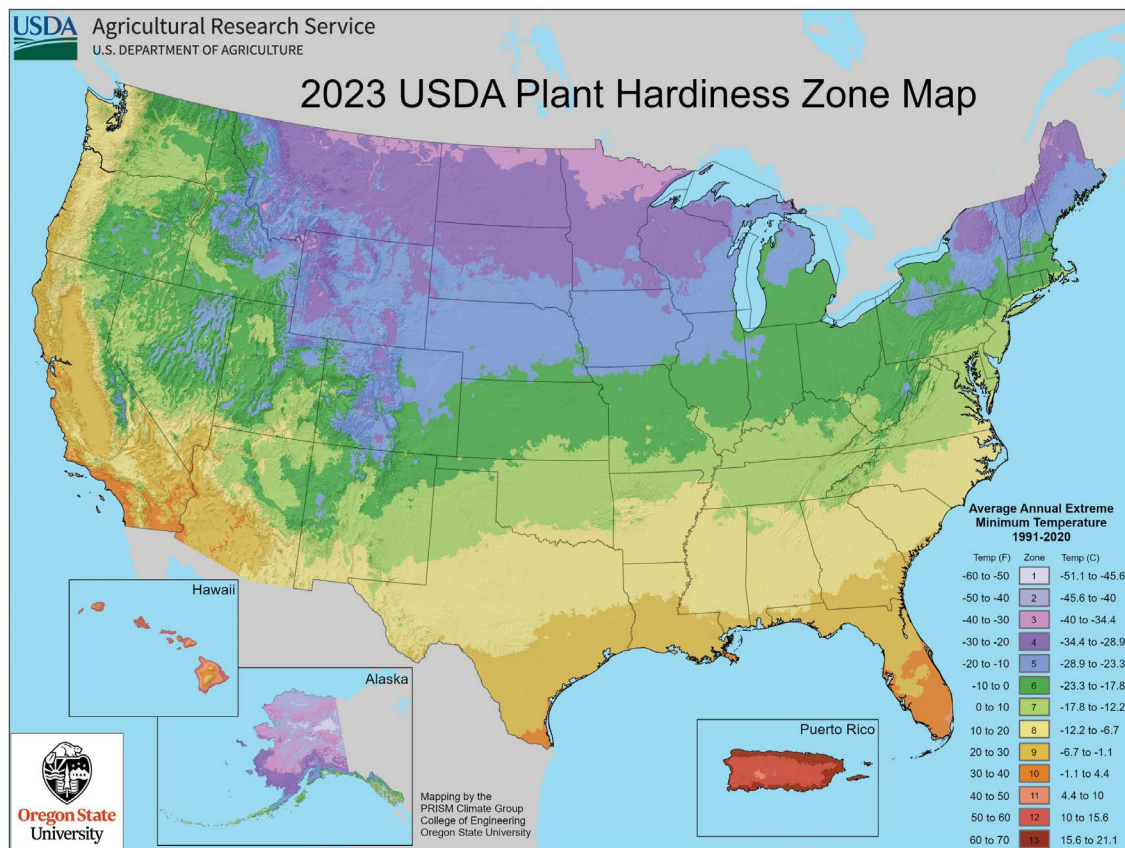 USDA
Agricultural Research Service
U.S. DEPARTMENT OF AGRICULTURE
2023 USDA Plant Hardiness Zone Map
Average Annual Extreme
Minimum Temperature
1991-2020
Temp (F) Zone Temp (C)
-60 to -50 1 -51.1 to -45.6
-50 to -40 2 -45.6 to -40
-40 to -30 3 -40 to -34.4
-30 to -20 4 -34.4 to -28.9
-20 to -10 5 -28.9 to -23.3
-10 to 0 6 -23.3 to -17.8
0 to 10 7 -17.8 to -12.2
10 to 20 8 -12.2 to -6.7
20 to 30 9 -6.7 to -1.1
30 to 40 10 -1.1 to 4.4
40 to 50 11 4.4 to 10
50 to 60 12 10 to 15.6
60 to 70 13 15.6 to 21.1
Hawaii
Alaska
Puerto Rico
Mapping by the
PRISM Climate Group
College of Engineering
Oregon State University
Oregon State
University